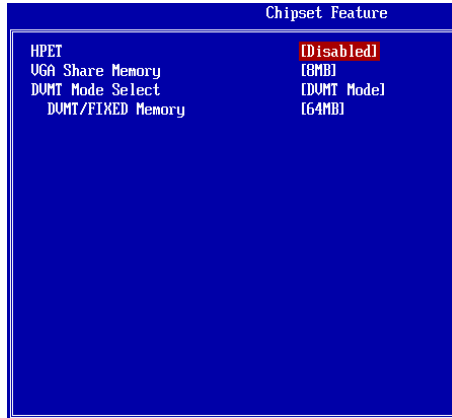 Chipset Feature
HPET [Disabled]
VGA Share Memory [8MB]
DVMT Mode Select [DVMT Mode]
DVMT/FIXED Memory [64MB]